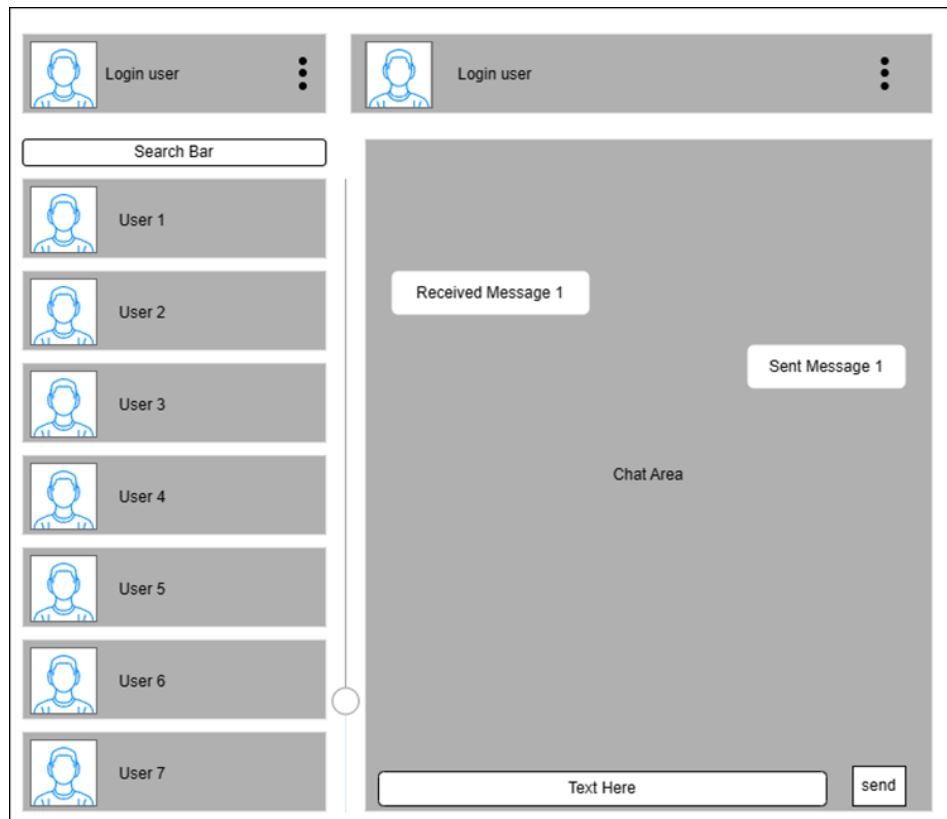 Login user
Login user
Search Bar
User 1
User 2
User 3
User 4
User 5
User 6
User 7
Received Message 1
Sent Message 1
Chat Area
Text Here
send